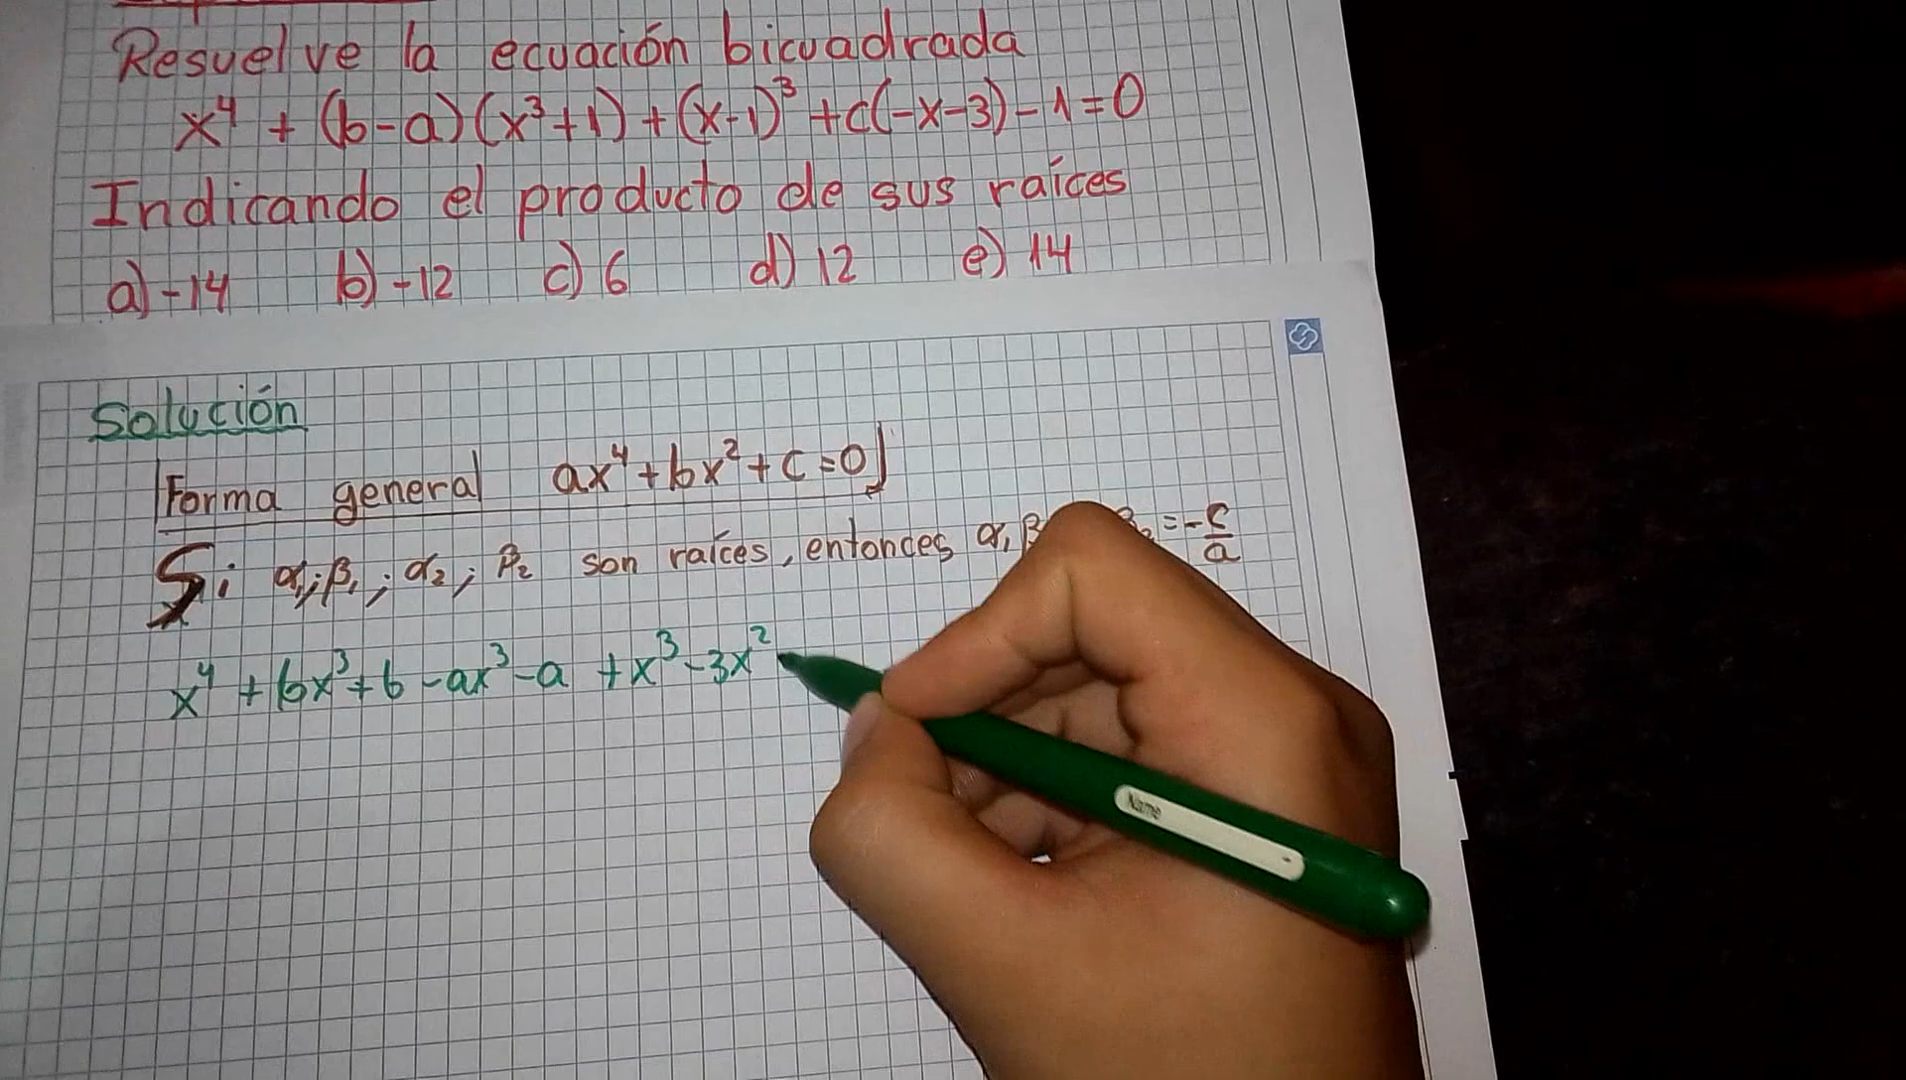 Resuelve la ecuación bicuadrada
x⁴ + (b-a)(x³+1)+(x-1)³+c(-x-3)-1=0
Indicando el producto de sus raíces
a) -14 b) -12 c) 6 d) 12 e) 14
Solución
Forma general ax⁴+bx²+c=0
Si α₁;β₁;α₂;β₂ son raíces, entonces α₁β =-c/a
x⁴+bx³+b-ax³-a +x³-3x²
Name